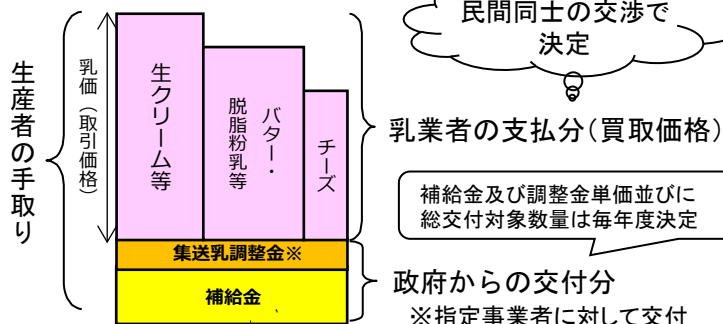 民間同士の交渉で
決定
生産者の手取り
乳価（取引価格）
生クリーム等
バター・
脱脂粉乳等
チーズ
乳業者の支払分（買取価格）
補給金及び調整金単価並びに
総交付対象数量は毎年度決定
集送乳調整金※
補給金
政府からの交付分
※指定事業者に対して交付